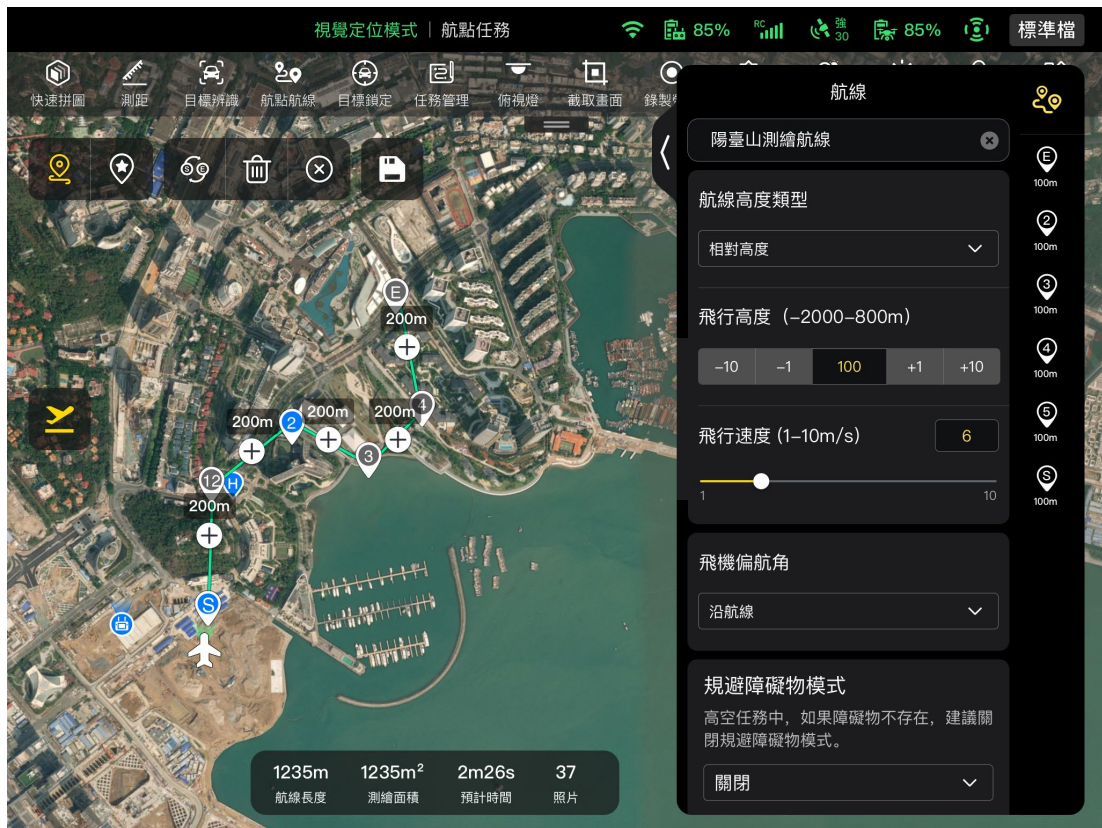 視覺定位模式 | 航點任務
85%
RC
強
30
85%
標準檔
快速拼圖
測距
目標辨識
航點航線
目標鎖定
任務管理
俯視燈
截取畫面
航線
陽臺山測繪航線
航線高度類型
相對高度
飛行高度（-2000-800m）
-10
-1
100
+1
+10
飛行速度 (1-10m/s)
6
1
10
飛機偏航角
沿航線
規避障礙物模式
高空任務中，如果障礙物不存在，建議關
閉規避障礙物模式。
關閉
E
100m
2
100m
3
100m
4
100m
5
100m
S
100m
S E
E
200m
4
200m
200m
200m
2
3
12
H
200m
S
1235m
航線長度
1235m²
測繪面積
2m26s
預計時間
37
照片